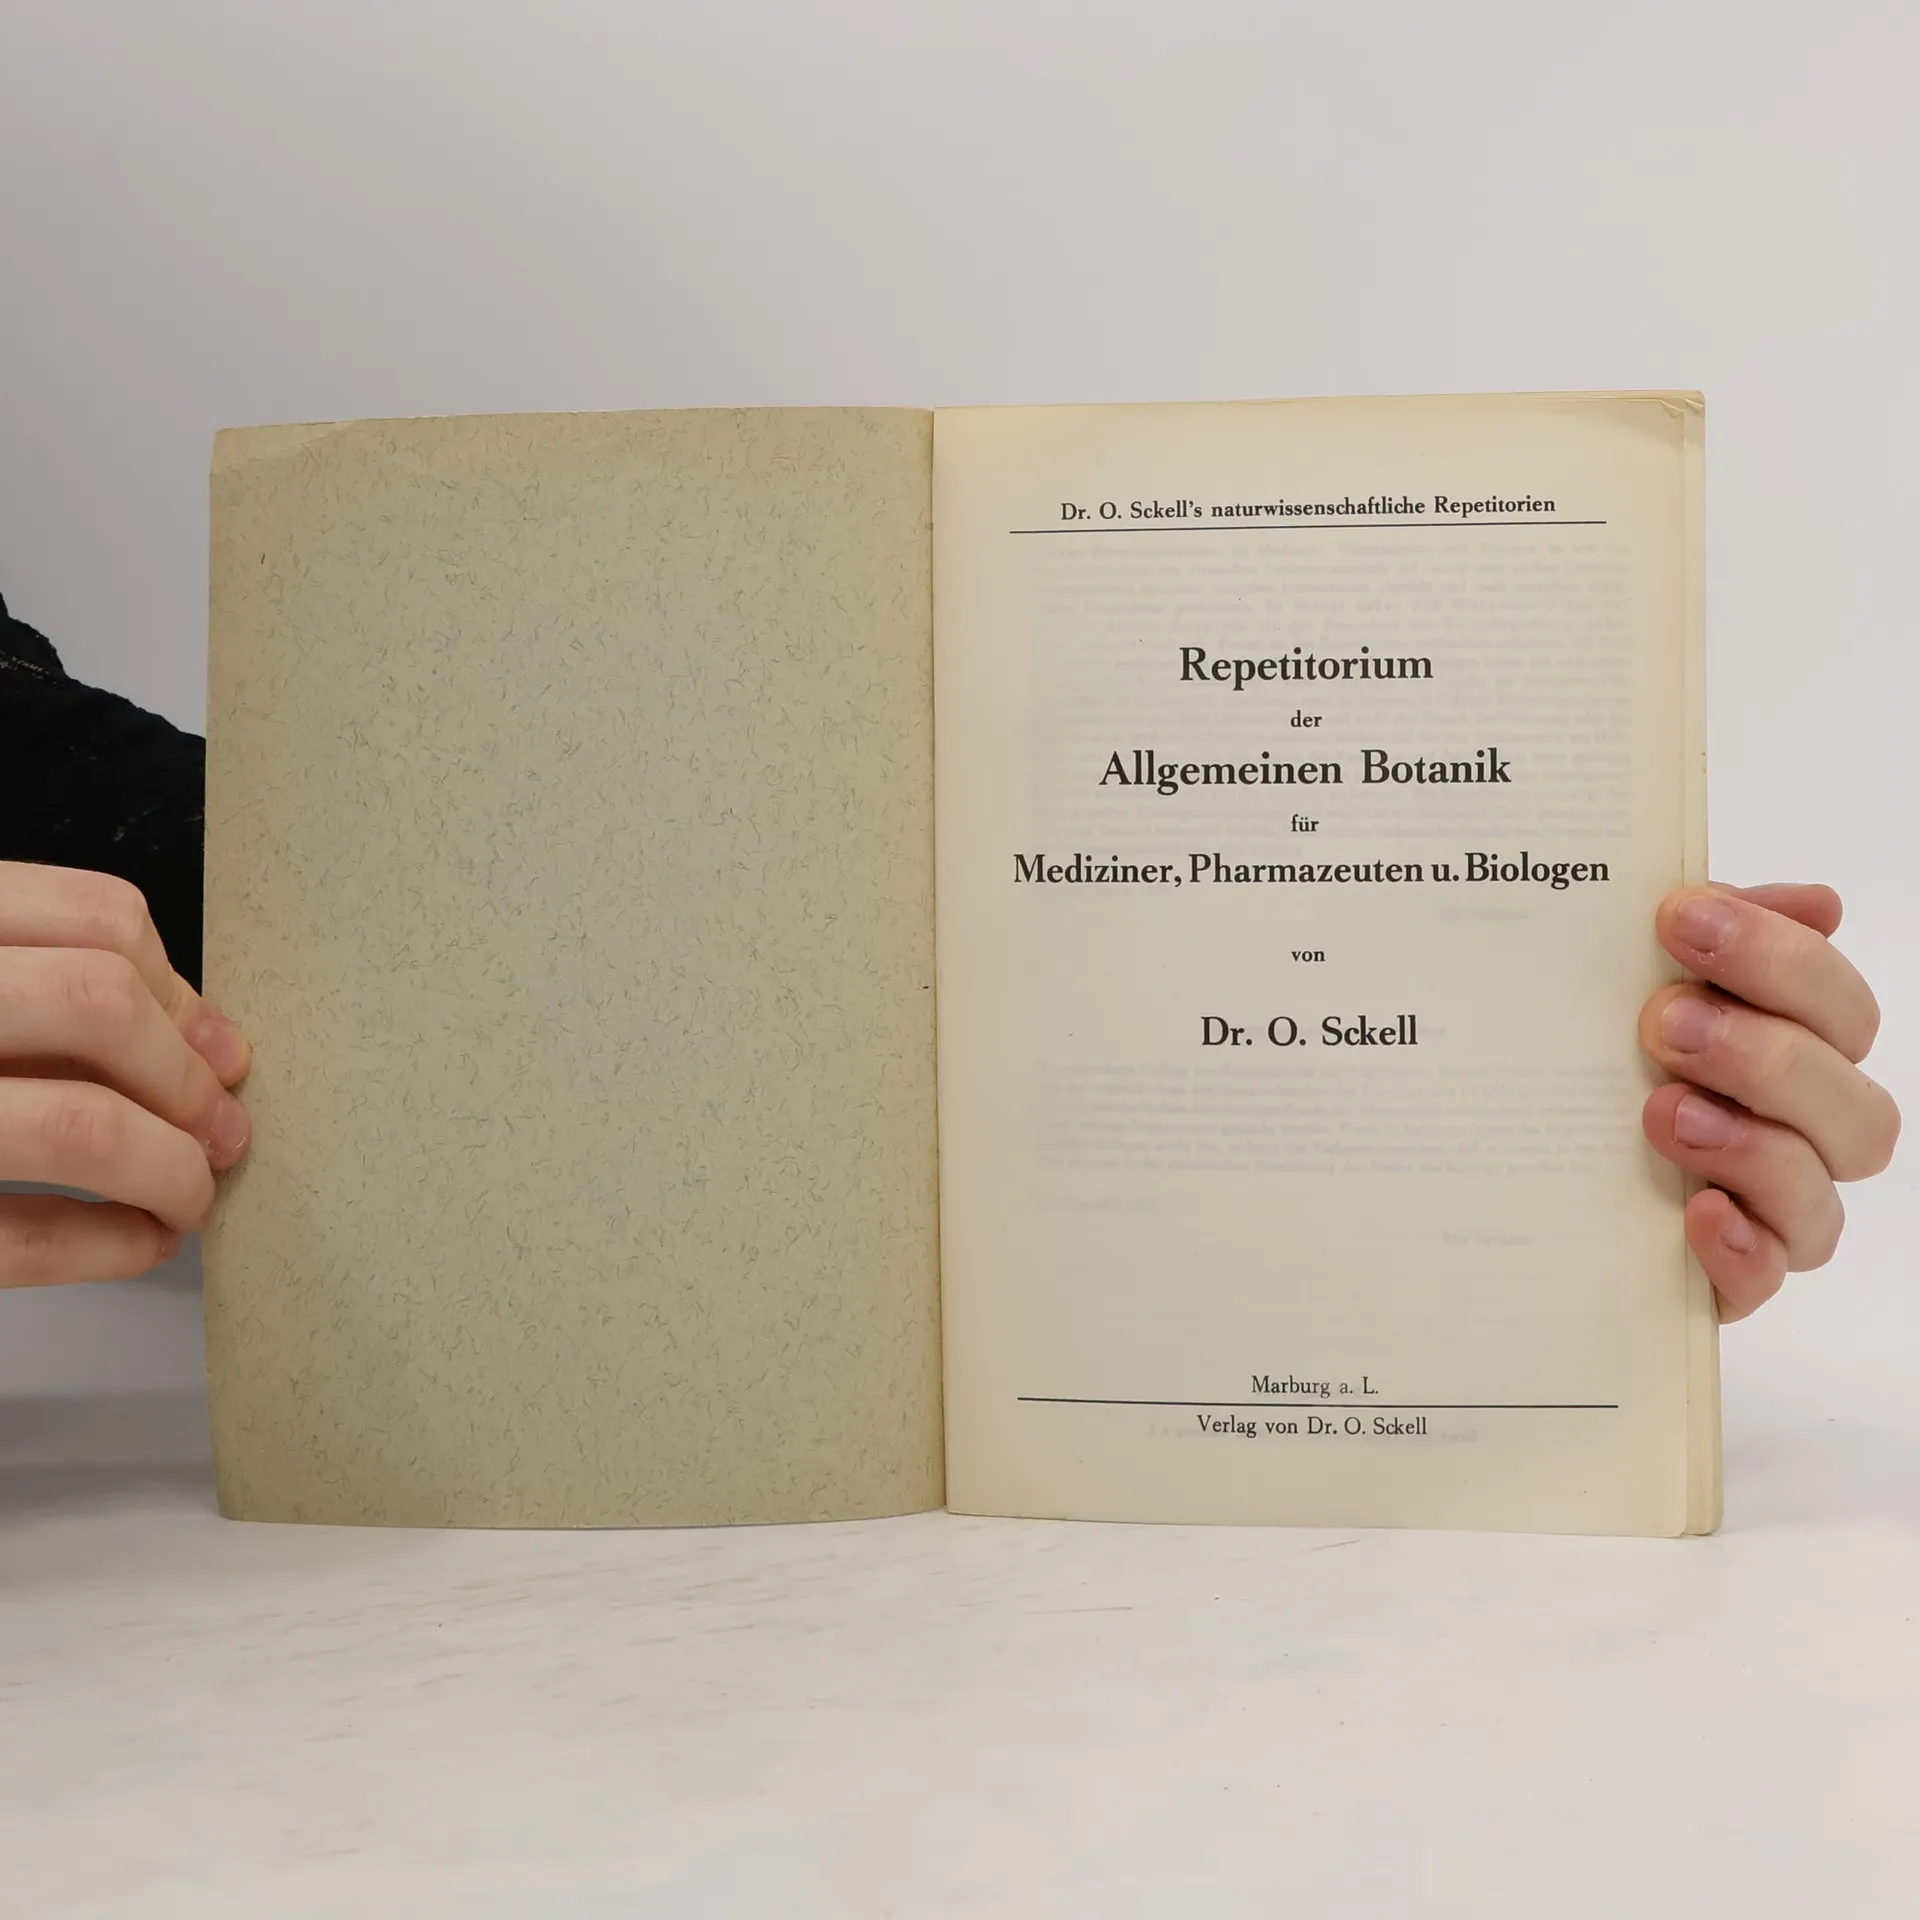 Dr. O. Sckell's naturwissenschaftliche Repetitorien
Repetitorium
der
Allgemeinen Botanik
für
Mediziner, Pharmazeuten u. Biologen
von
Dr. O. Sckell
Marburg a. L.
Verlag von Dr. O. Sckell